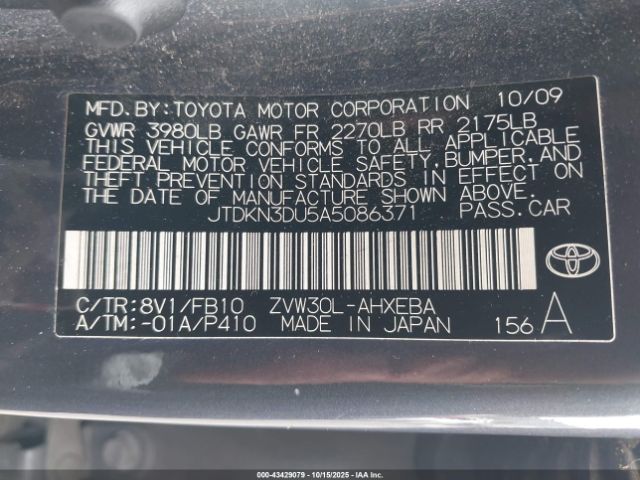 MFD. BY: TOYOTA MOTOR CORPORATION 10/09
GVWR 3980LB GAWR FR 2270LB RR 2175LB
THIS VEHICLE CONFORMS TO ALL APPLICABLE
FEDERAL MOTOR VEHICLE SAFETY, BUMPER, AND
THEFT PREVENTION STANDARDS IN EFFECT ON
THE DATE OF MANUFACTURE SHOWN ABOVE.
JTDKN3DU5A5086371 PASS. CAR
C/TR: 8V1/FB10 ZVW30L-AHXEBA
A/TM: -01A/P410 MADE IN JAPAN 156 A
000-43429079 - 10/15/2025 - IAAI.COM